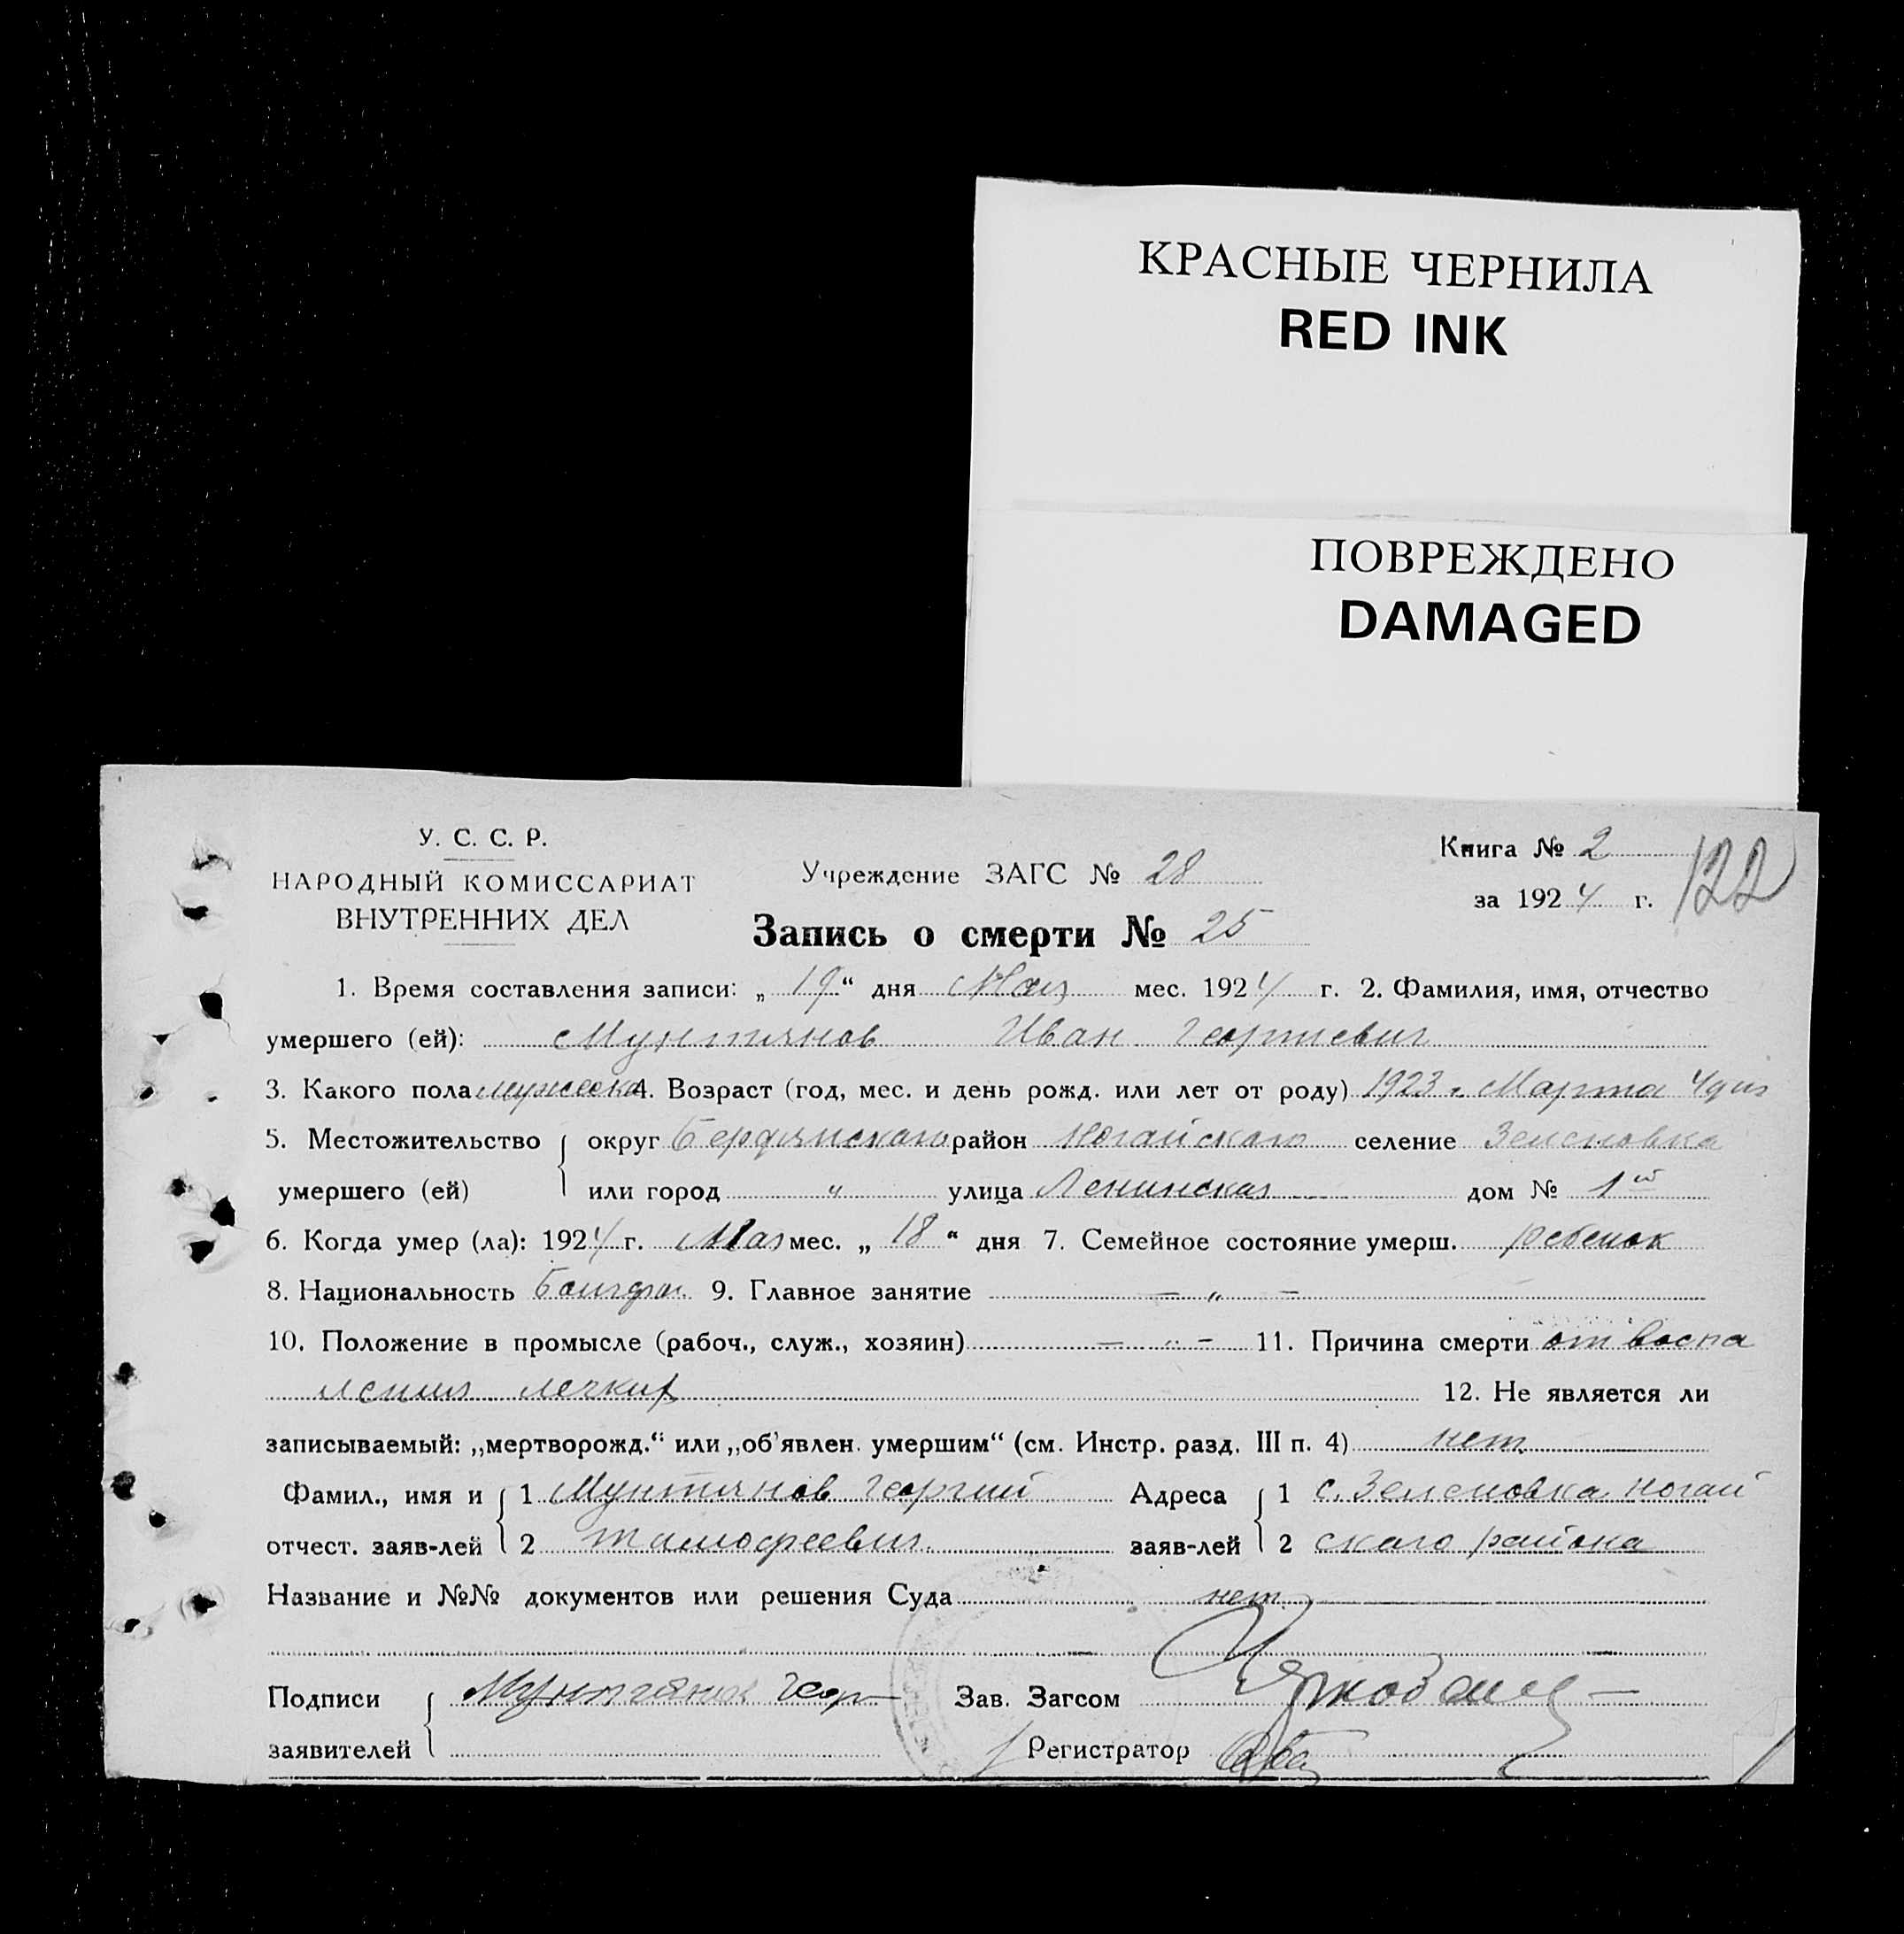 КРАСНЫЕ ЧЕРНИЛА
RED INK
ПОВРЕЖДЕНО
DAMAGED
У. С. С. Р.
НАРОДНЫЙ КОМИССАРИАТ
ВНУТРЕННИХ ДЕЛ
Учреждение ЗАГС № 28
Книга № 2
за 1924 г.
122
Запись о смерти № 25
1. Время составления записи: „19“ дня Мая мес. 1924 г. 2. Фамилия, имя, отчество
умершего (ей): Мунтянов Иван Георгиевич
3. Какого пола мужеска 4. Возраст (год, мес. и день рожд. или лет от роду) 1923 г. Марта 4 дня
5. Местожительство округ Бердянскаго район Ногайскаго селение Зеленовка
умершего (ей) или город " улица Ленинская дом № 1й
6. Когда умер (ла): 1924 г. Мая мес. „18“ дня 7. Семейное состояние умерш. ребенок
8. Национальность 9. Главное занятие — " —
10. Положение в промысле (рабоч., служ., хозяин) — " — 11. Причина смерти от воспа
ления легких 12. Не является ли
записываемый: „мертворожд.“ или „об'явлен. умершим“ (см. Инстр. разд. III п. 4) нет
Фамил., имя и 1 Мунтянов Георгий Адреса 1 с. Зеленовка Ногай
отчест. заяв-лей 2 Тимофеевич. заяв-лей 2 скаго района
Название и №№ документов или решения Суда нет
Подписи Мунтянов Геор Зав. Загсом
заявителей Регистратор